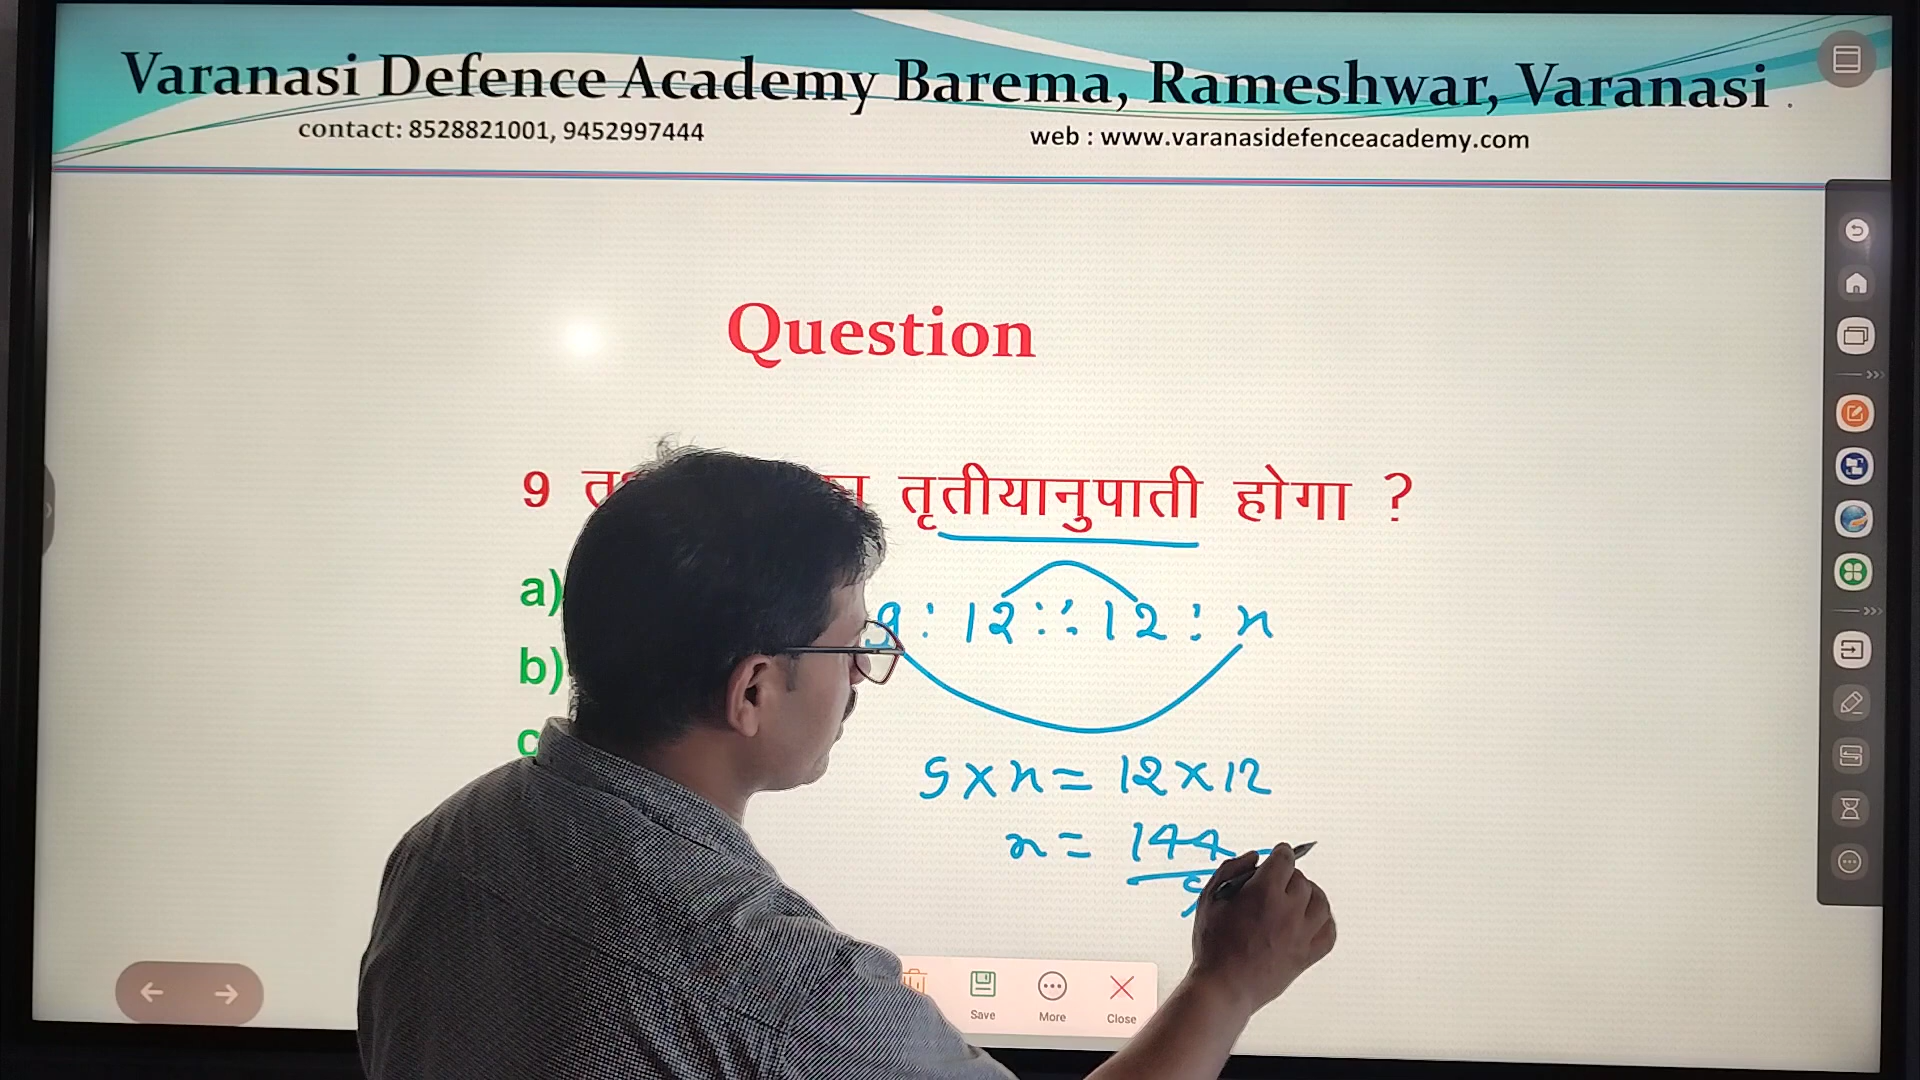 Varanasi Defence Academy Barema, Rameshwar, Varanasi .
contact: 8528821001, 9452997444
web : www.varanasidefenceacademy.com
Question
9 तृतीयानुपाती होगा ?
a)
9 : 12 :: 12 : x
b)
c
9 × x = 12 × 12
x = 144
9
Save
More
Close